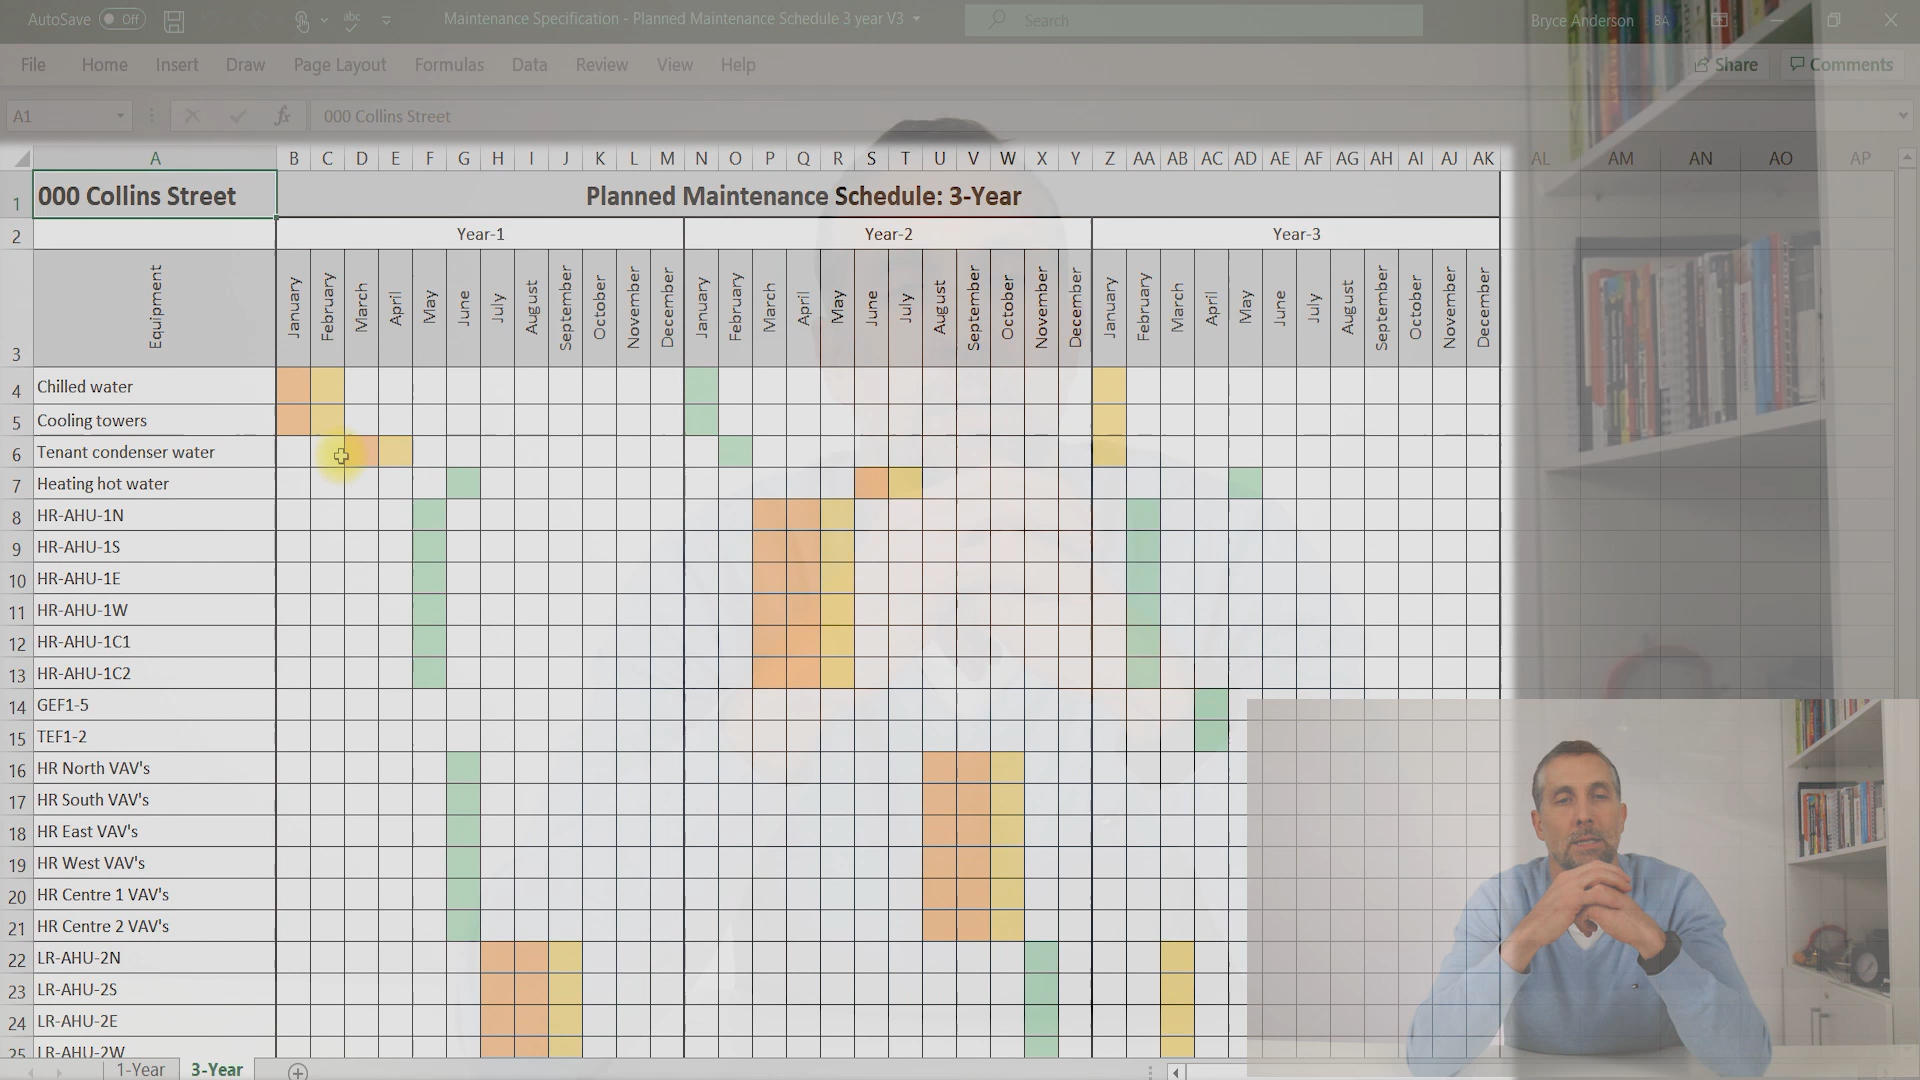 AutoSave Off abc Maintenance Specification - Planned Maintenance Schedule 3 year V3 Search Bryce Anderson BA
File Home Insert Draw Page Layout Formulas Data Review View Help Share Comments
A1 fx 000 Collins Street
A B C D E F G H I J K L M N O P Q R S T U V W X Y Z AA AB AC AD AE AF AG AH AI AJ AK AL AM AN AO AP
1 000 Collins Street Planned Maintenance Schedule: 3-Year
2 Year-1 Year-2 Year-3
3 Equipment January February March April May June July August September October November December January February March April May June July August September October November December January February March April May June July August September October November December
4 Chilled water
5 Cooling towers
6 Tenant condenser water
7 Heating hot water
8 HR-AHU-1N
9 HR-AHU-1S
10 HR-AHU-1E
11 HR-AHU-1W
12 HR-AHU-1C1
13 HR-AHU-1C2
14 GEF1-5
15 TEF1-2
16 HR North VAV's
17 HR South VAV's
18 HR East VAV's
19 HR West VAV's
20 HR Centre 1 VAV's
21 HR Centre 2 VAV's
22 LR-AHU-2N
23 LR-AHU-2S
24 LR-AHU-2E
25 LR-AHU-2W
1-Year 3-Year